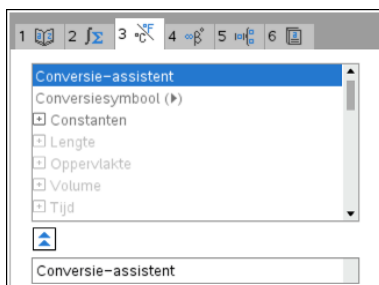 1 2 ∫Σ 3 °C °F 4 ∞β° 5 6
Conversie-assistent
Conversiesymbool (▶)
Constanten
Lengte
Oppervlakte
Volume
Tijd
Conversie-assistent